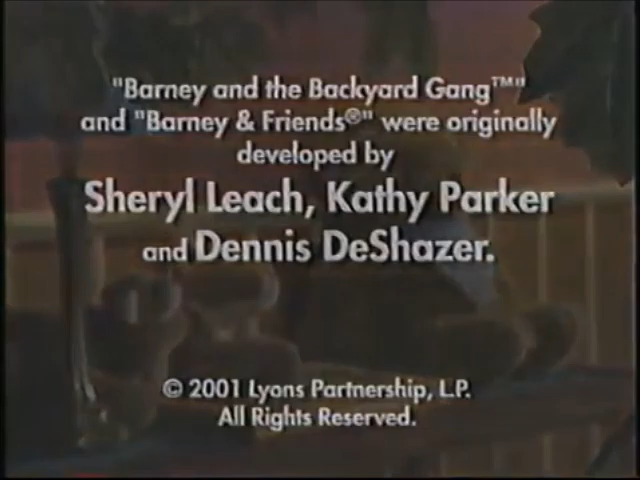 "Barney and the Backyard Gang™"
and "Barney & Friends®" were originally
developed by
Sheryl Leach, Kathy Parker
and Dennis DeShazer.
© 2001 Lyons Partnership, L.P.
All Rights Reserved.